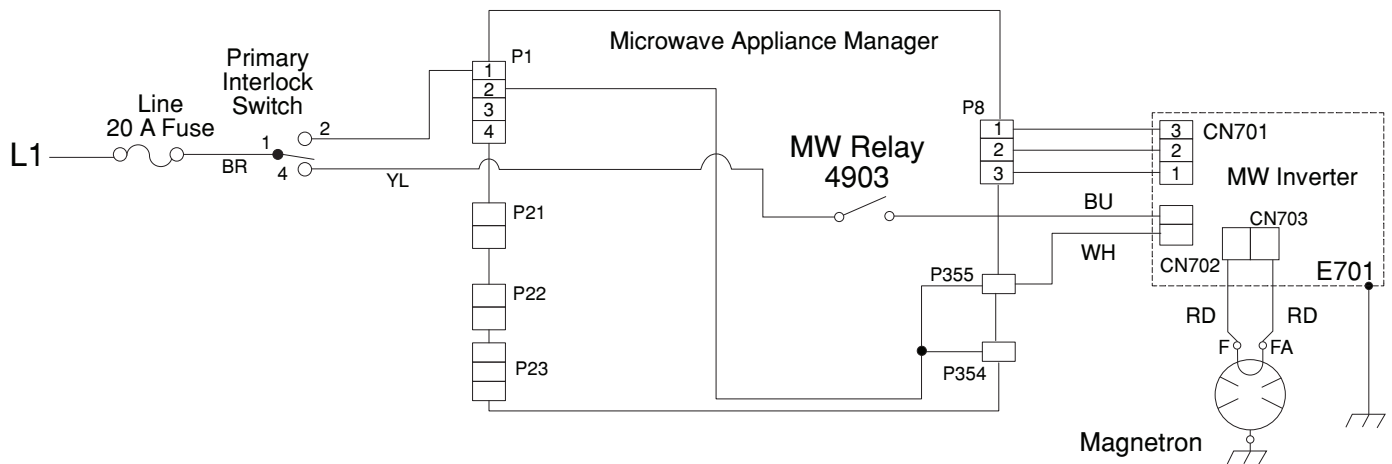 Microwave Appliance Manager
Primary
Interlock
Switch
P1
1
2
3
4
Line
20 A Fuse
L1
BR
1
2
4
YL
MW Relay
4903
P8
1
2
3
3
2
1
CN701
MW Inverter
BU
WH
CN703
CN702
E701
P21
P22
P23
P355
P354
RD
RD
F
FA
Magnetron